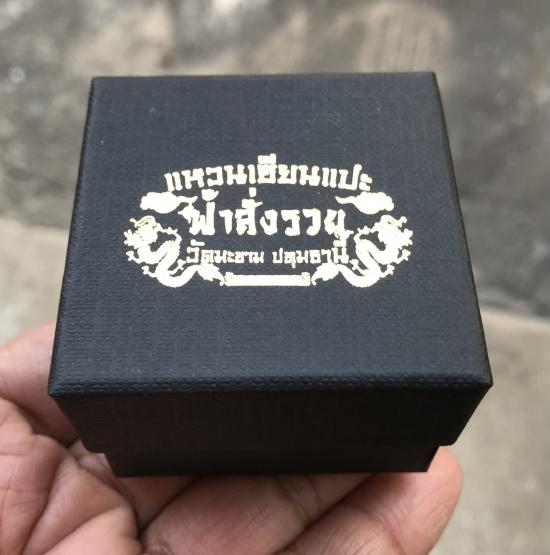 แหวนเฮียนแปะ
ฟ้าสั่งรวย
วัดมะขาม ปทุมธานี